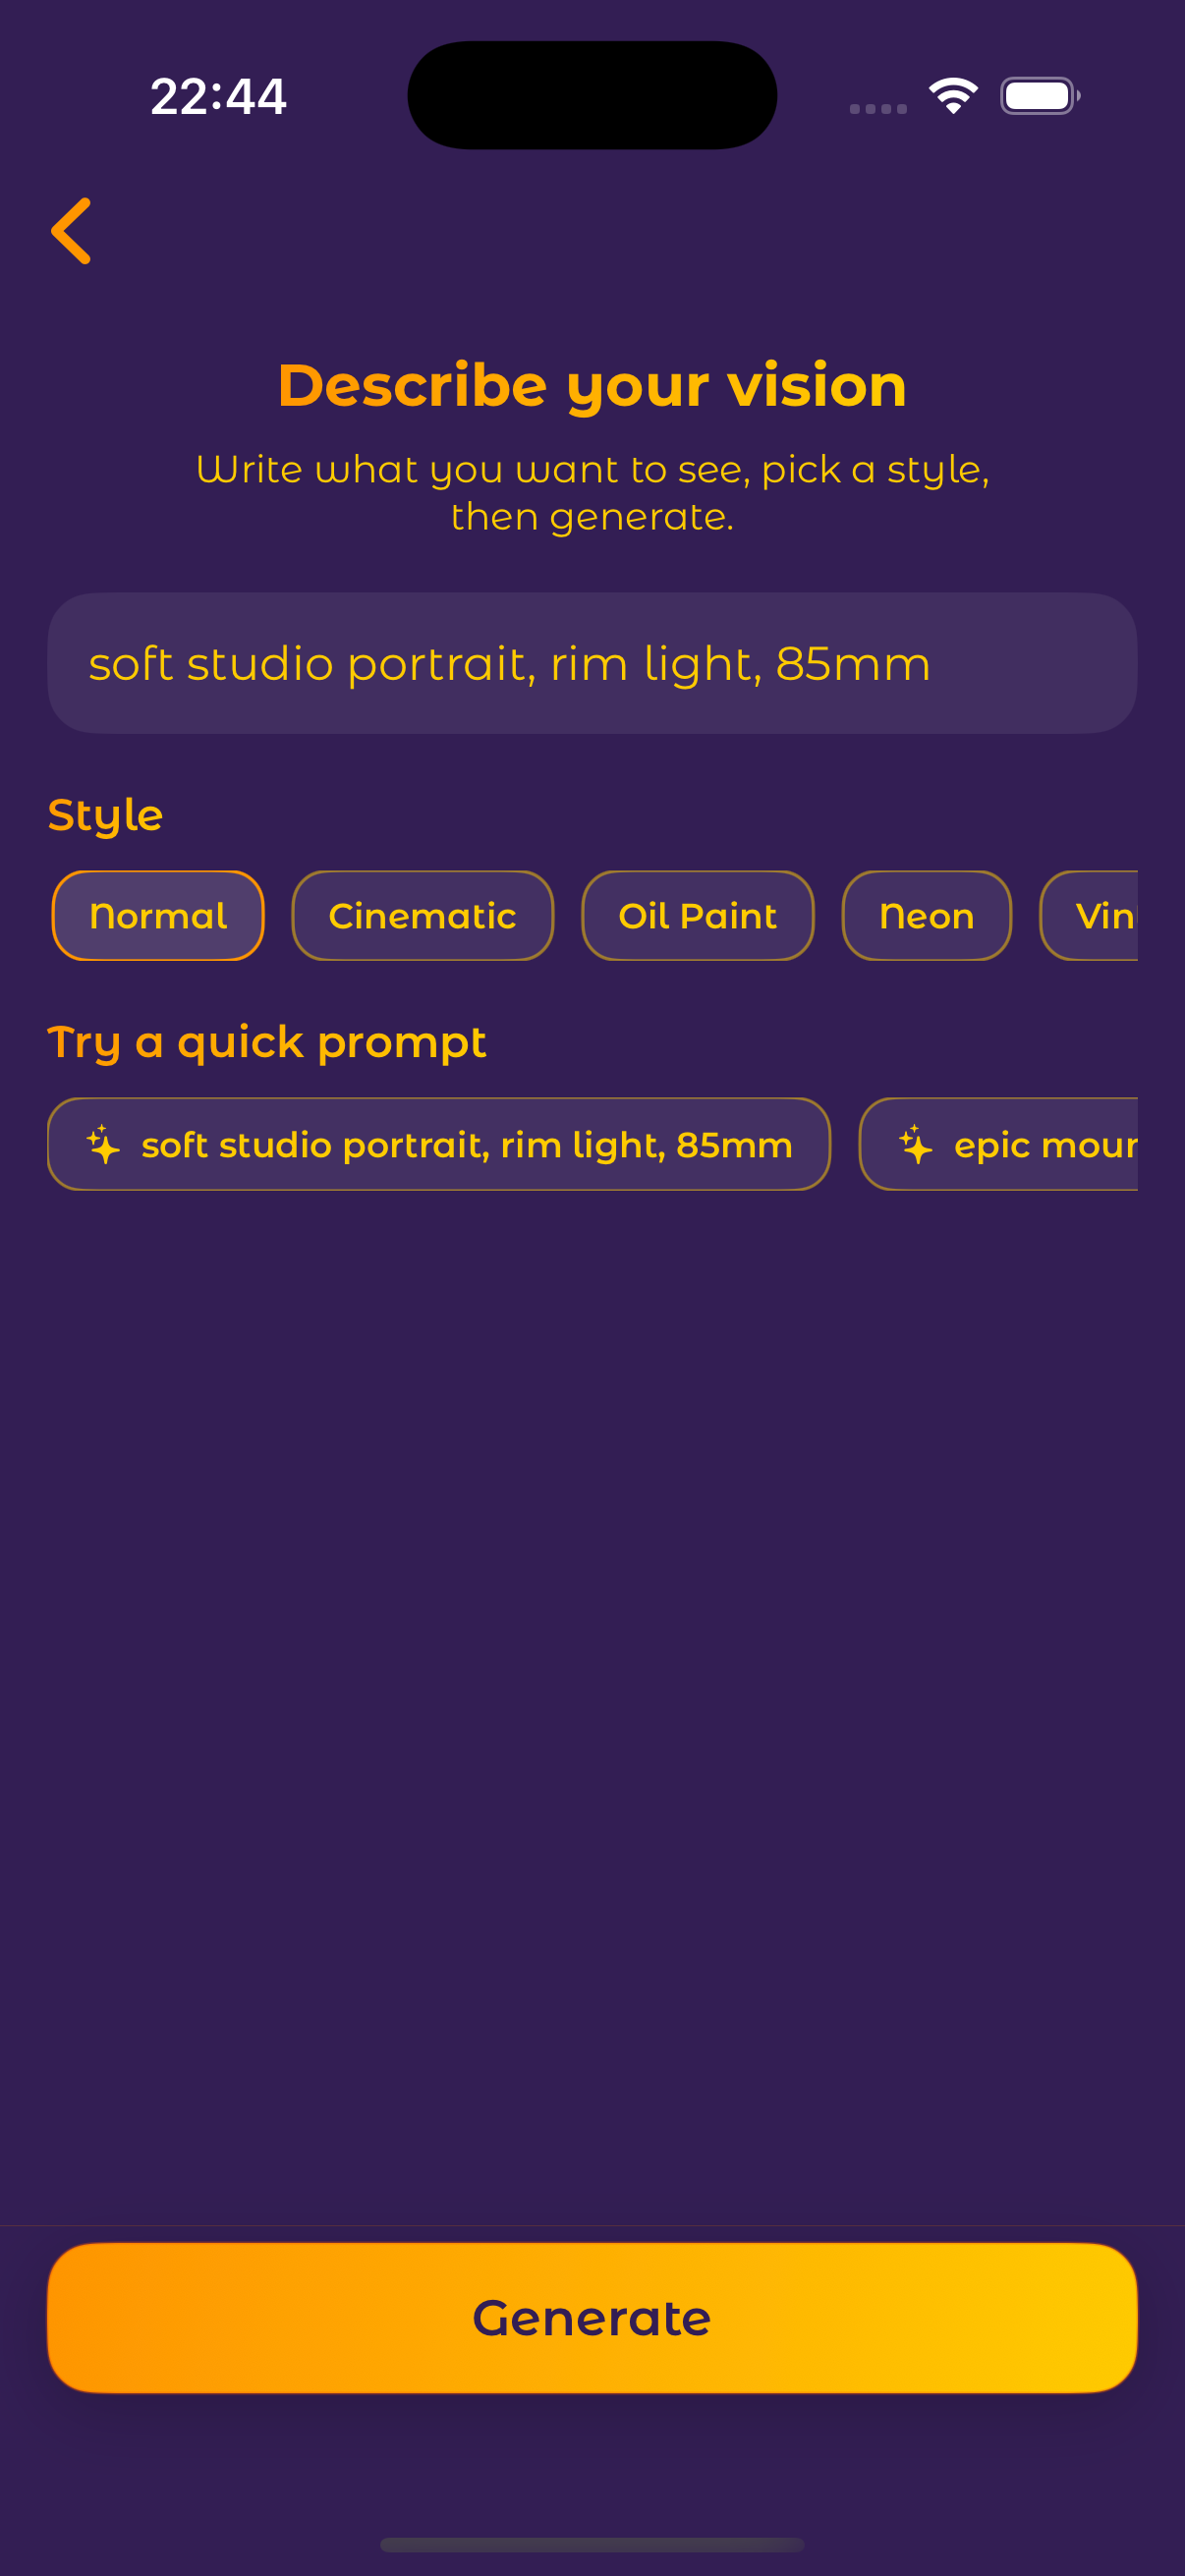 22:44
Describe your vision
Write what you want to see, pick a style,
then generate.
soft studio portrait, rim light, 85mm
Style
Normal Cinematic Oil Paint Neon Vin
Try a quick prompt
soft studio portrait, rim light, 85mm epic
Generate